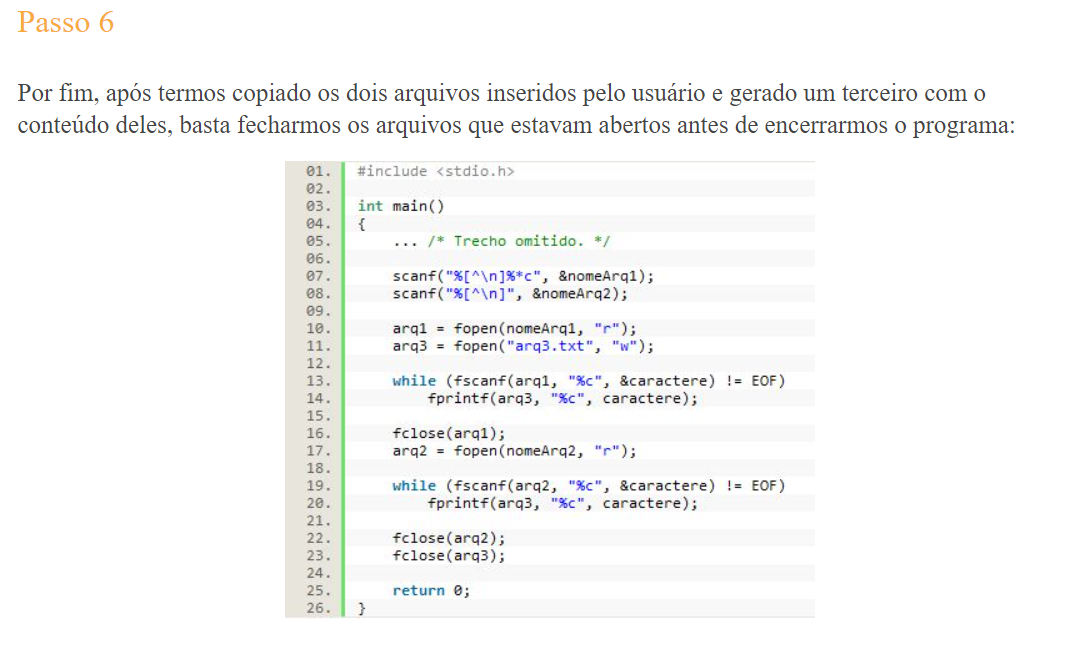 Passo 6
Por fim, após termos copiado os dois arquivos inseridos pelo usuário e gerado um terceiro com o
conteúdo deles, basta fecharmos os arquivos que estavam abertos antes de encerrarmos o programa:
01. #include <stdio.h>
02.
03. int main()
04. {
05.     ... /* Trecho omitido. */
06.
07.     scanf("%[^\n]%*c", &nomeArq1);
08.     scanf("%[^\n]", &nomeArq2);
09.
10.     arq1 = fopen(nomeArq1, "r");
11.     arq3 = fopen("arq3.txt", "w");
12.
13.     while (fscanf(arq1, "%c", &caractere) != EOF)
14.         fprintf(arq3, "%c", caractere);
15.
16.     fclose(arq1);
17.     arq2 = fopen(nomeArq2, "r");
18.
19.     while (fscanf(arq2, "%c", &caractere) != EOF)
20.         fprintf(arq3, "%c", caractere);
21.
22.     fclose(arq2);
23.     fclose(arq3);
24.
25.     return 0;
26. }